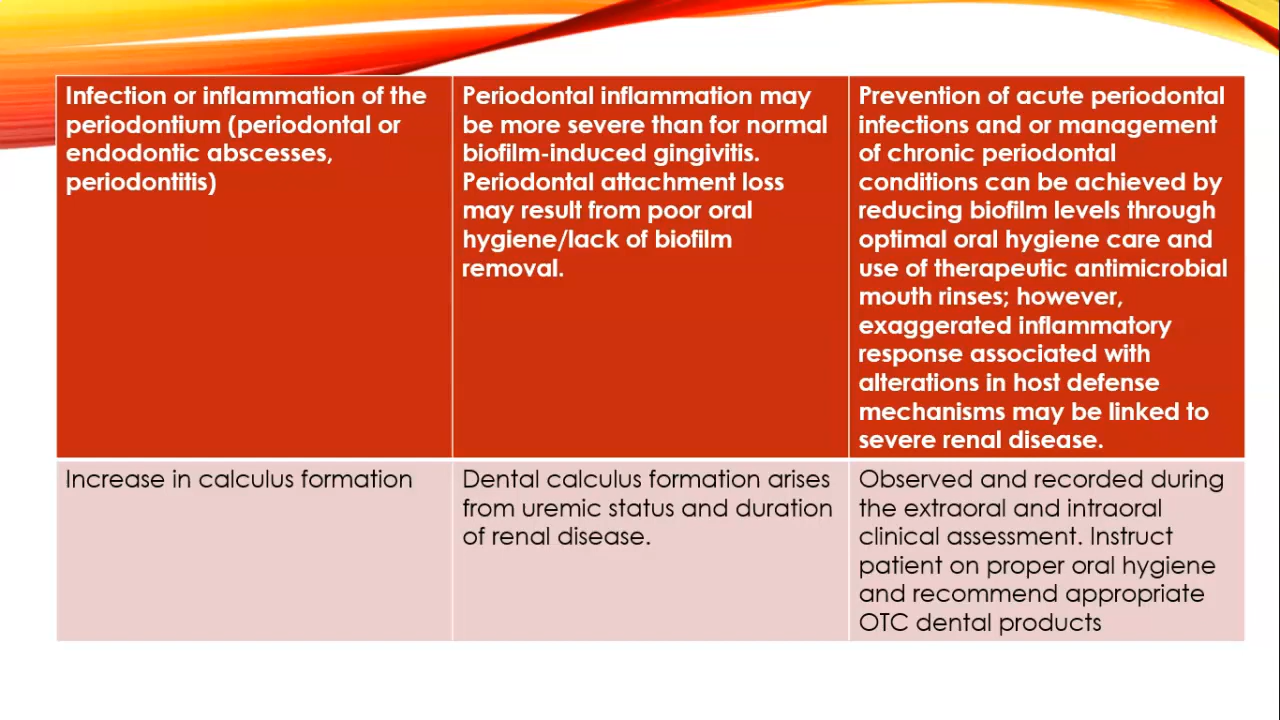 Infection or inflammation of the
periodontium (periodontal or
endodontic abscesses,
periodontitis)
Periodontal inflammation may
be more severe than for normal
biofilm-induced gingivitis.
Periodontal attachment loss
may result from poor oral
hygiene/lack of biofilm
removal.
Prevention of acute periodontal
infections and or management
of chronic periodontal
conditions can be achieved by
reducing biofilm levels through
optimal oral hygiene care and
use of therapeutic antimicrobial
mouth rinses; however,
exaggerated inflammatory
response associated with
alterations in host defense
mechanisms may be linked to
severe renal disease.
Increase in calculus formation
Dental calculus formation arises
from uremic status and duration
of renal disease.
Observed and recorded during
the extraoral and intraoral
clinical assessment. Instruct
patient on proper oral hygiene
and recommend appropriate
OTC dental products